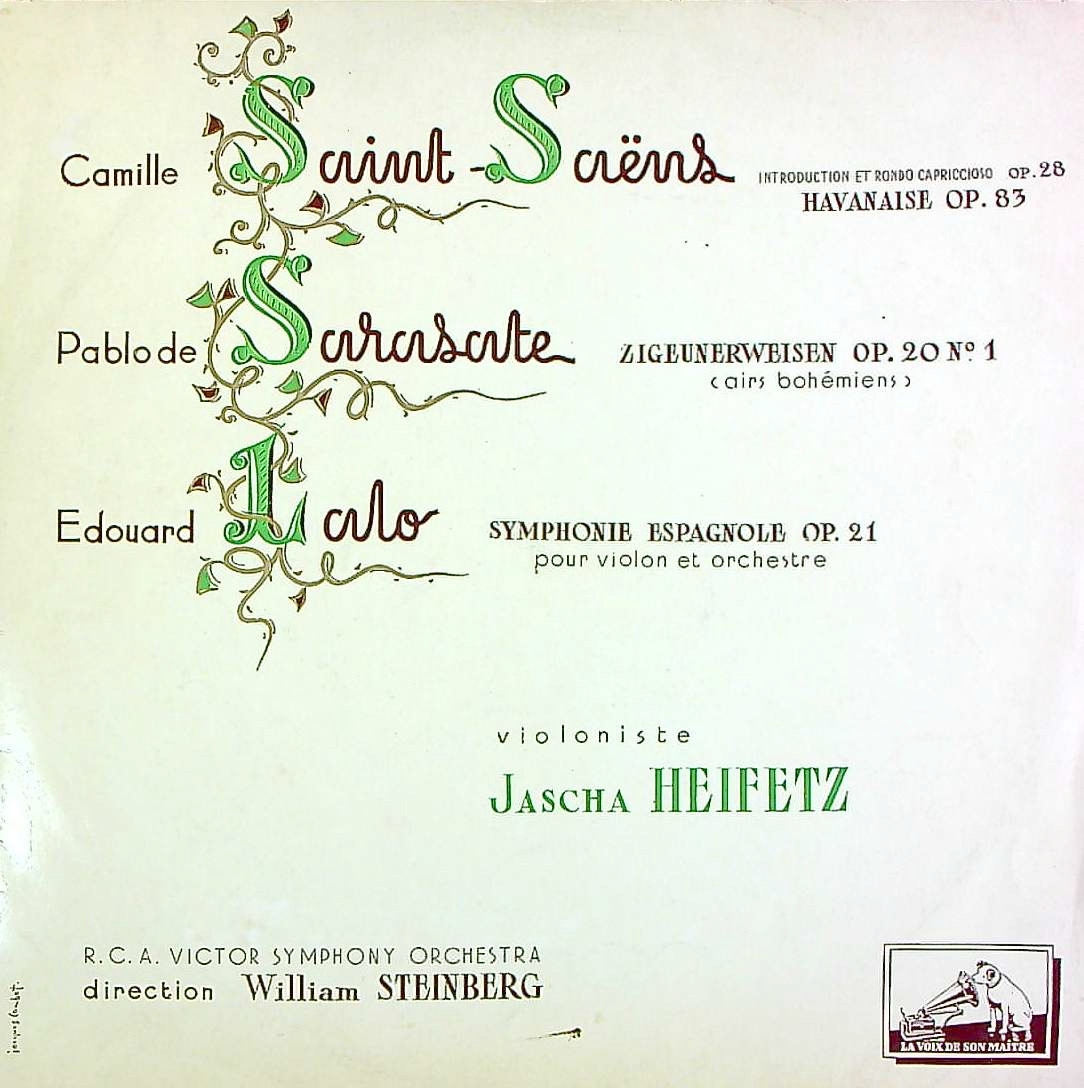 Camille Saint-Saëns
INTRODUCTION ET RONDO CAPRICCIOSO OP. 28
HAVANAISE OP. 83
Pablo de Sarasate
ZIGEUNERWEISEN OP. 20 Nº 1
(airs bohémiens)
Edouard Lalo
SYMPHONIE ESPAGNOLE OP. 21
pour violon et orchestre
violoniste
JASCHA HEIFETZ
R.C.A. VICTOR SYMPHONY ORCHESTRA
direction William STEINBERG
LA VOIX DE SON MAÎTRE